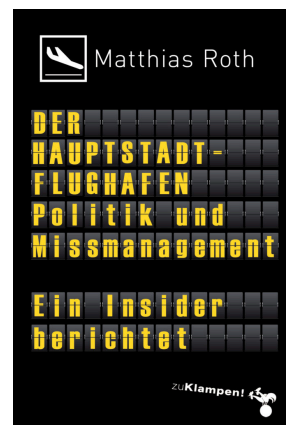 Matthias Roth
DER
HAUPTSTADT-
FLUGHAFEN
Politik und
Missmanagement
Ein Insider
berichtet
zuKlampen!